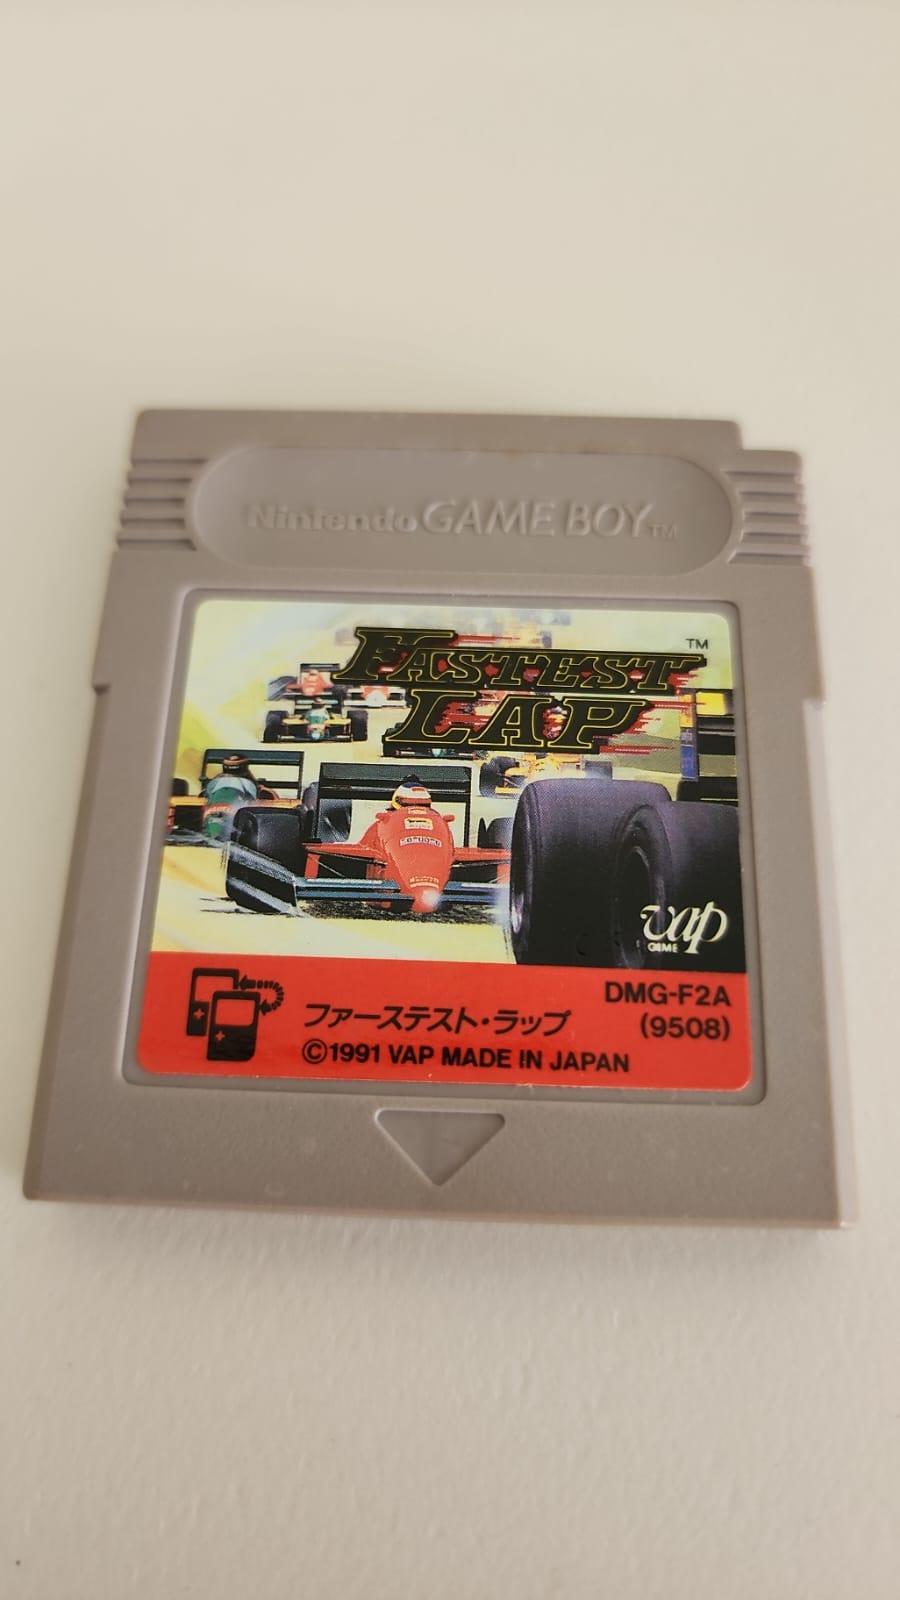 Nintendo GAME BOY™
FASTEST
LAP
™
vap
GAME
DMG-F2A
(9508)
ファーステスト・ラップ
©1991 VAP MADE IN JAPAN